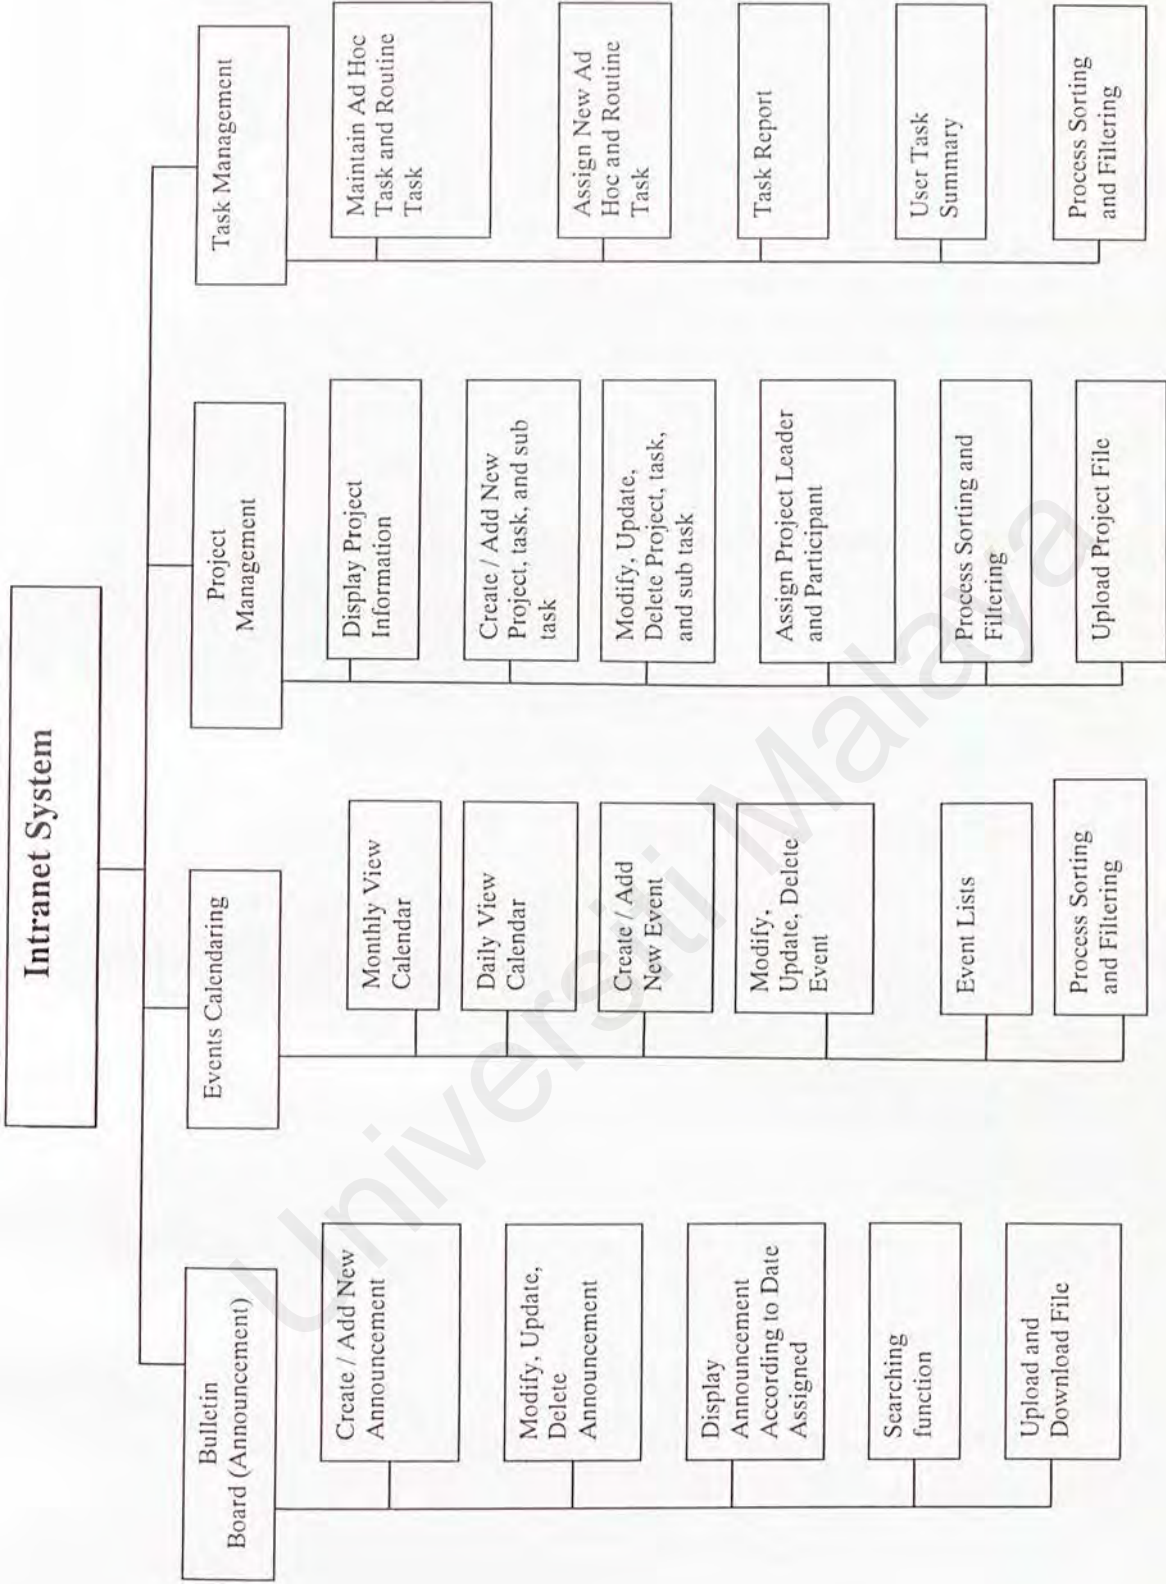 Intranet System
Bulletin
Board (Announcement)
Create / Add New
Announcement
Modify, Update,
Delete
Announcement
Display
Announcement
According to Date
Assigned
Searching
function
Upload and
Download File
Events Calendaring
Monthly View
Calendar
Daily View
Calendar
Create / Add
New Event
Modify,
Update, Delete
Event
Event Lists
Process Sorting
and Filtering
Project
Management
Display Project
Information
Create / Add New
Project, task, and sub
task
Modify, Update,
Delete Project, task,
and sub task
Assign Project Leader
and Participant
Process Sorting and
Filtering
Upload Project File
Task Management
Maintain Ad Hoc
Task and Routine
Task
Assign New Ad
Hoc and Routine
Task
Task Report
User Task
Summary
Process Sorting
and Filtering
Universiti Malaya